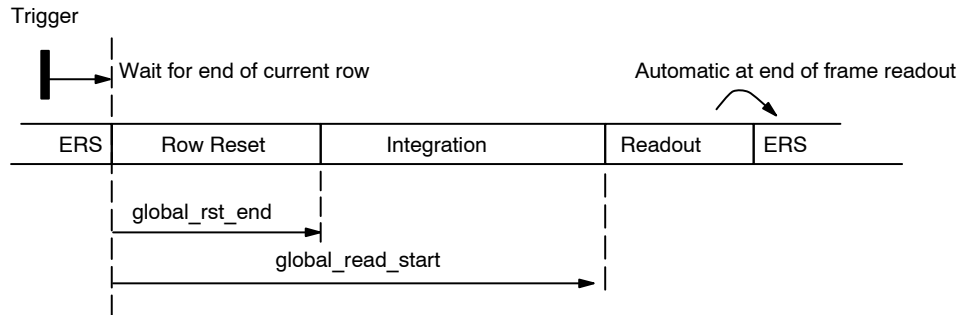 Trigger
Wait for end of current row
Automatic at end of frame readout
ERS Row Reset Integration Readout ERS
global_rst_end
global_read_start